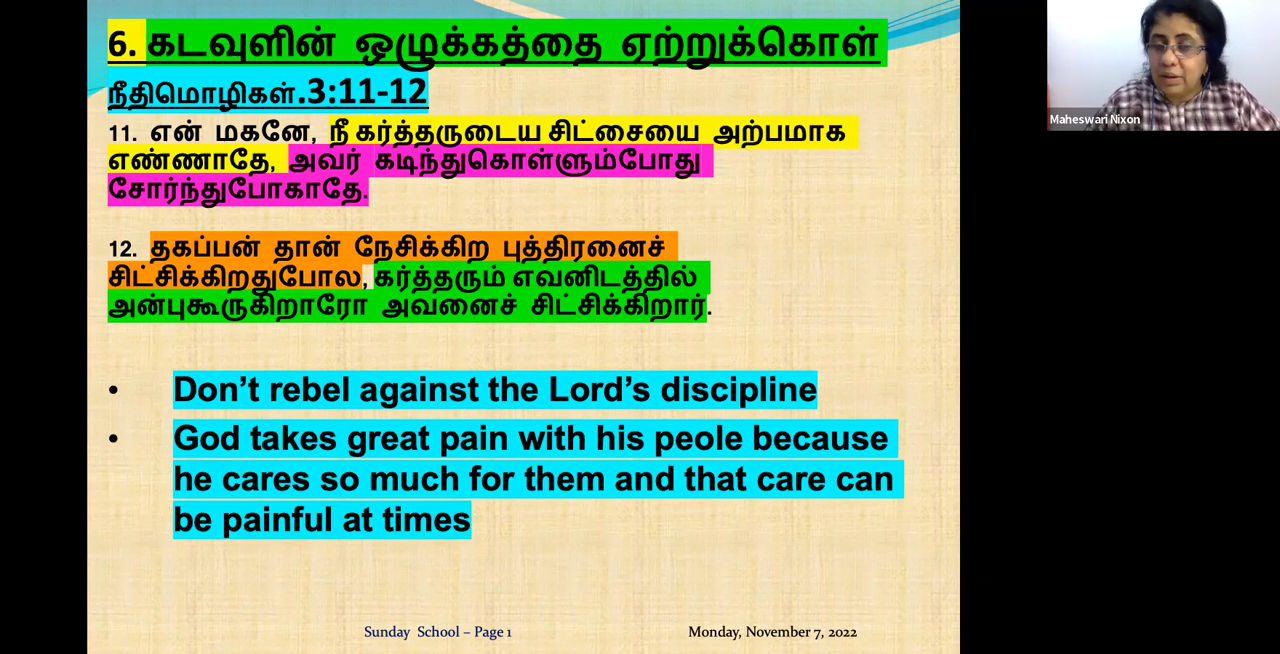 6. கடவுளின் ஒழுக்கத்தை ஏற்றுக்கொள்
நீதிமொழிகள்.3:11-12
11. என் மகனே, நீ கர்த்தருடைய சிட்சையை அற்பமாக
எண்ணாதே, அவர் கடிந்துகொள்ளும்போது
சோர்ந்துபோகாதே.
12. தகப்பன் தான் நேசிக்கிற புத்திரனைச்
சிட்சிக்கிறதுபோல, கர்த்தரும் எவனிடத்தில்
அன்புகூருகிறாரோ அவனைச் சிட்சிக்கிறார்.
• Don’t rebel against the Lord’s discipline
• God takes great pain with his peole because
he cares so much for them and that care can
be painful at times
Sunday School – Page 1
Monday, November 7, 2022
Maheswari Nixon